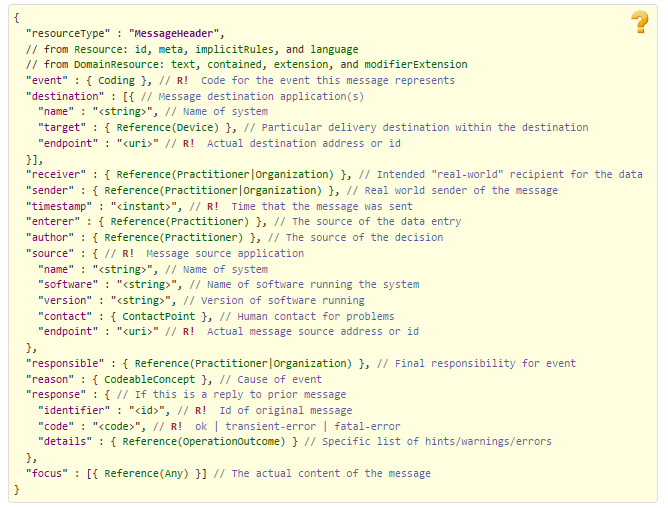 {
  "resourceType" : "MessageHeader",
  // from Resource: id, meta, implicitRules, and language
  // from DomainResource: text, contained, extension, and modifierExtension
  "event" : { Coding }, // R!  Code for the event this message represents
  "destination" : [{ // Message destination application(s)
    "name" : "<string>", // Name of system
    "target" : { Reference(Device) }, // Particular delivery destination within the destination
    "endpoint" : "<uri>" // R!  Actual destination address or id
  }],
  "receiver" : { Reference(Practitioner|Organization) }, // Intended "real-world" recipient for the data
  "sender" : { Reference(Practitioner|Organization) }, // Real world sender of the message
  "timestamp" : "<instant>", // R!  Time that the message was sent
  "enterer" : { Reference(Practitioner) }, // The source of the data entry
  "author" : { Reference(Practitioner) }, // The source of the decision
  "source" : { // R!  Message source application
    "name" : "<string>", // Name of system
    "software" : "<string>", // Name of software running the system
    "version" : "<string>", // Version of software running
    "contact" : { ContactPoint }, // Human contact for problems
    "endpoint" : "<uri>" // R!  Actual message source address or id
  },
  "responsible" : { Reference(Practitioner|Organization) }, // Final responsibility for event
  "reason" : { CodeableConcept }, // Cause of event
  "response" : { // If this is a reply to prior message
    "identifier" : "<id>", // R!  Id of original message
    "code" : "<code>", // R!  ok | transient-error | fatal-error
    "details" : { Reference(OperationOutcome) } // Specific list of hints/warnings/errors
  },
  "focus" : [{ Reference(Any) }] // The actual content of the message
}
?